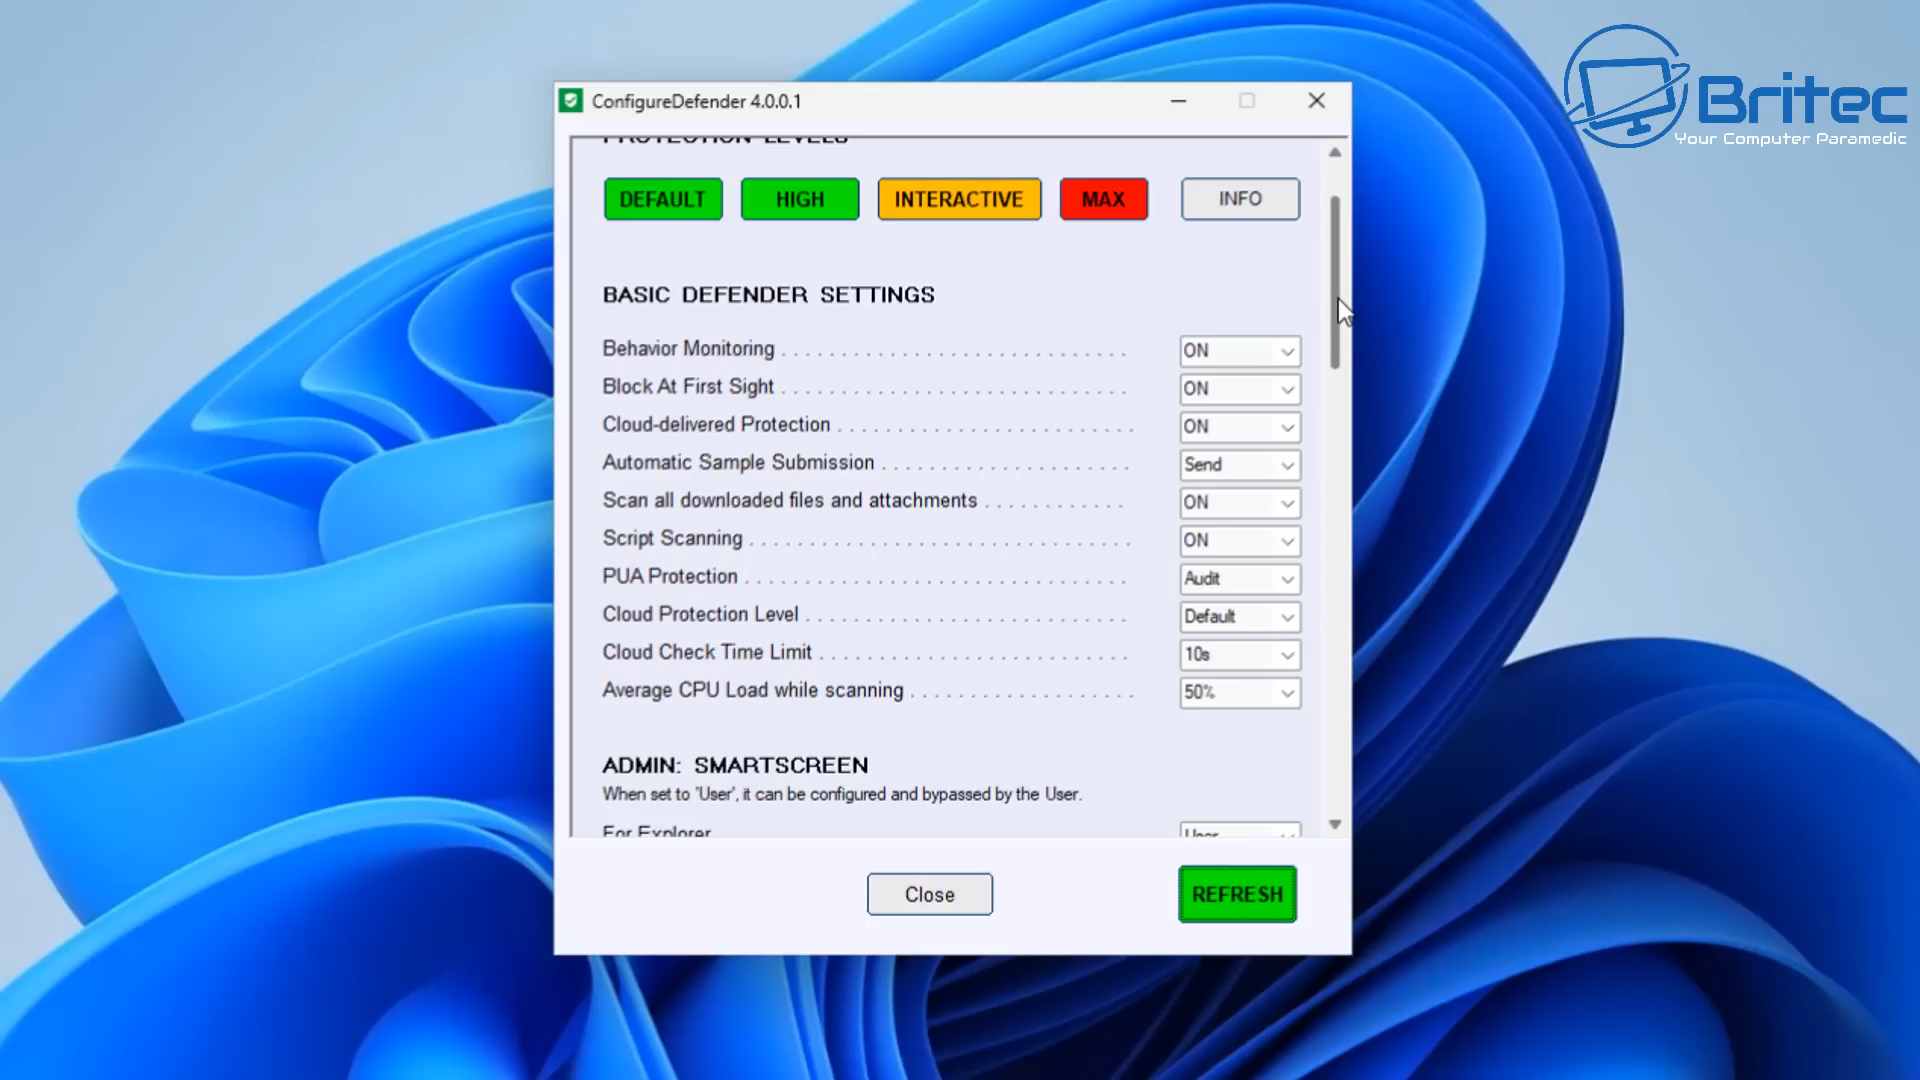 Britec
Your Computer Paramedic
ConfigureDefender 4.0.0.1
PROTECTION LEVELS
DEFAULT HIGH INTERACTIVE MAX INFO
BASIC DEFENDER SETTINGS
Behavior Monitoring ON
Block At First Sight ON
Cloud-delivered Protection ON
Automatic Sample Submission Send
Scan all downloaded files and attachments ON
Script Scanning ON
PUA Protection Audit
Cloud Protection Level Default
Cloud Check Time Limit 10s
Average CPU Load while scanning 50%
ADMIN: SMARTSCREEN
When set to 'User', it can be configured and bypassed by the User.
For Explorer User
Close REFRESH